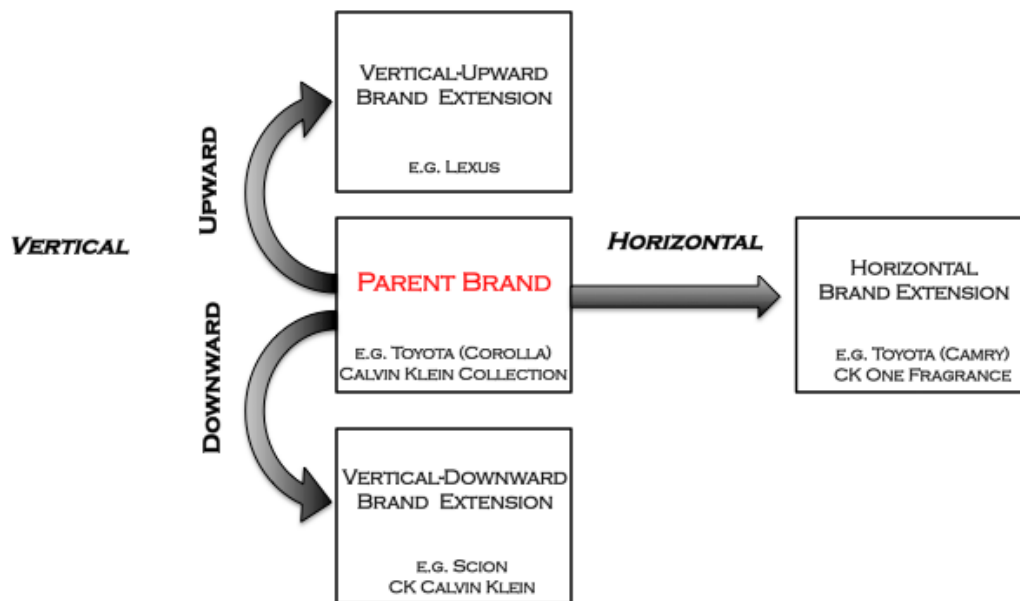 Vertical-Upward
Brand Extension
e.g. Lexus
Upward
Vertical
Horizontal
Parent Brand
e.g. Toyota (Corolla)
Calvin Klein Collection
Horizontal
Brand Extension
e.g. Toyota (Camry)
CK One Fragrance
Downward
Vertical-Downward
Brand Extension
e.g. Scion
CK Calvin Klein